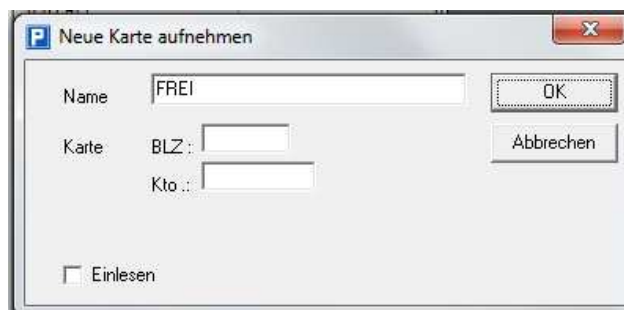 P Neue Karte aufnehmen
Name FREI OK
Karte BLZ : Abbrechen
Kto .:
Einlesen